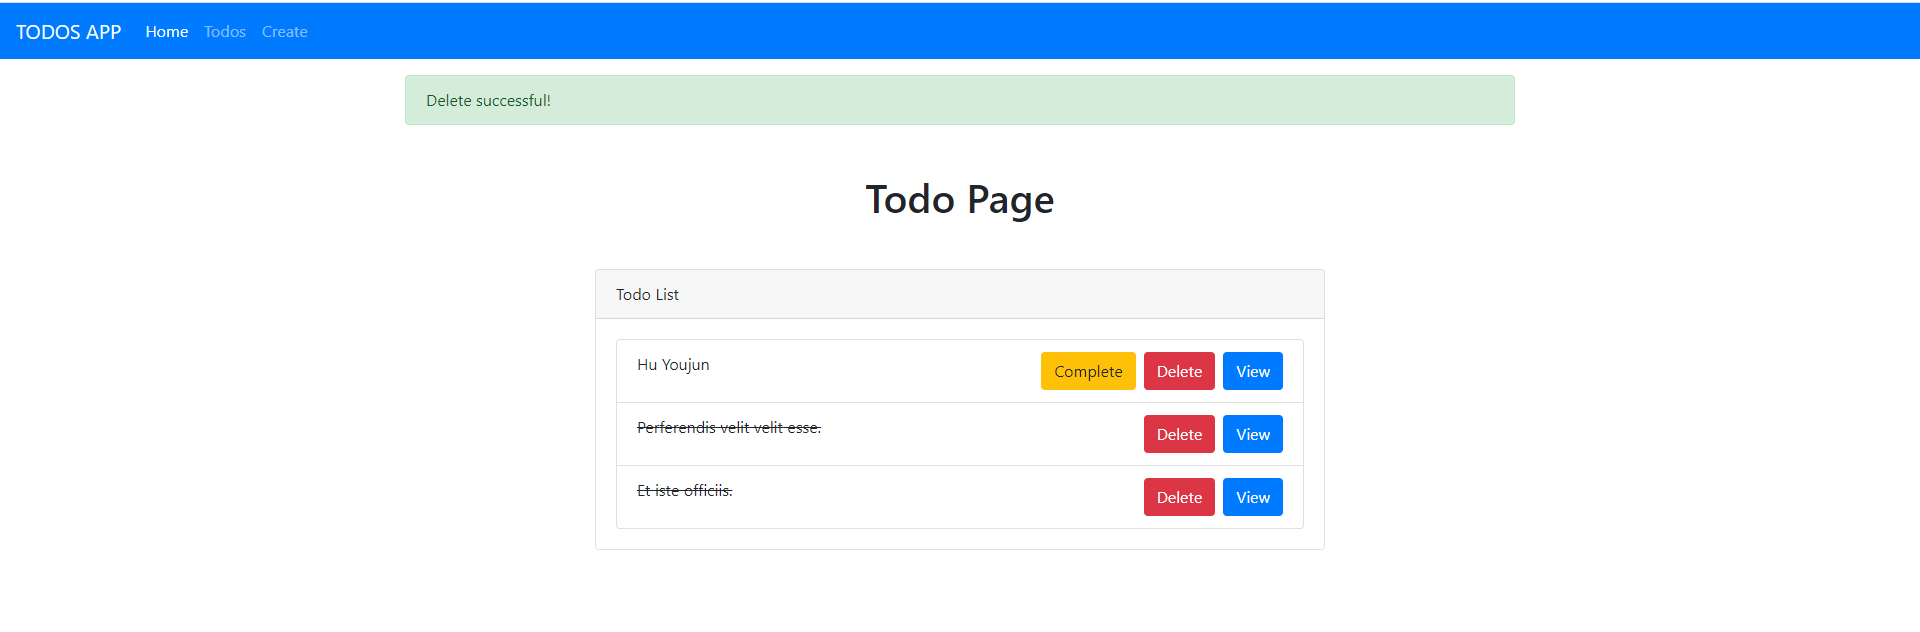 TODOS APP Home Todos Create
Delete successful!
Todo Page
Todo List
Hu Youjun Complete Delete View
Perferendis velit velit esse. Delete View
Et iste officiis. Delete View